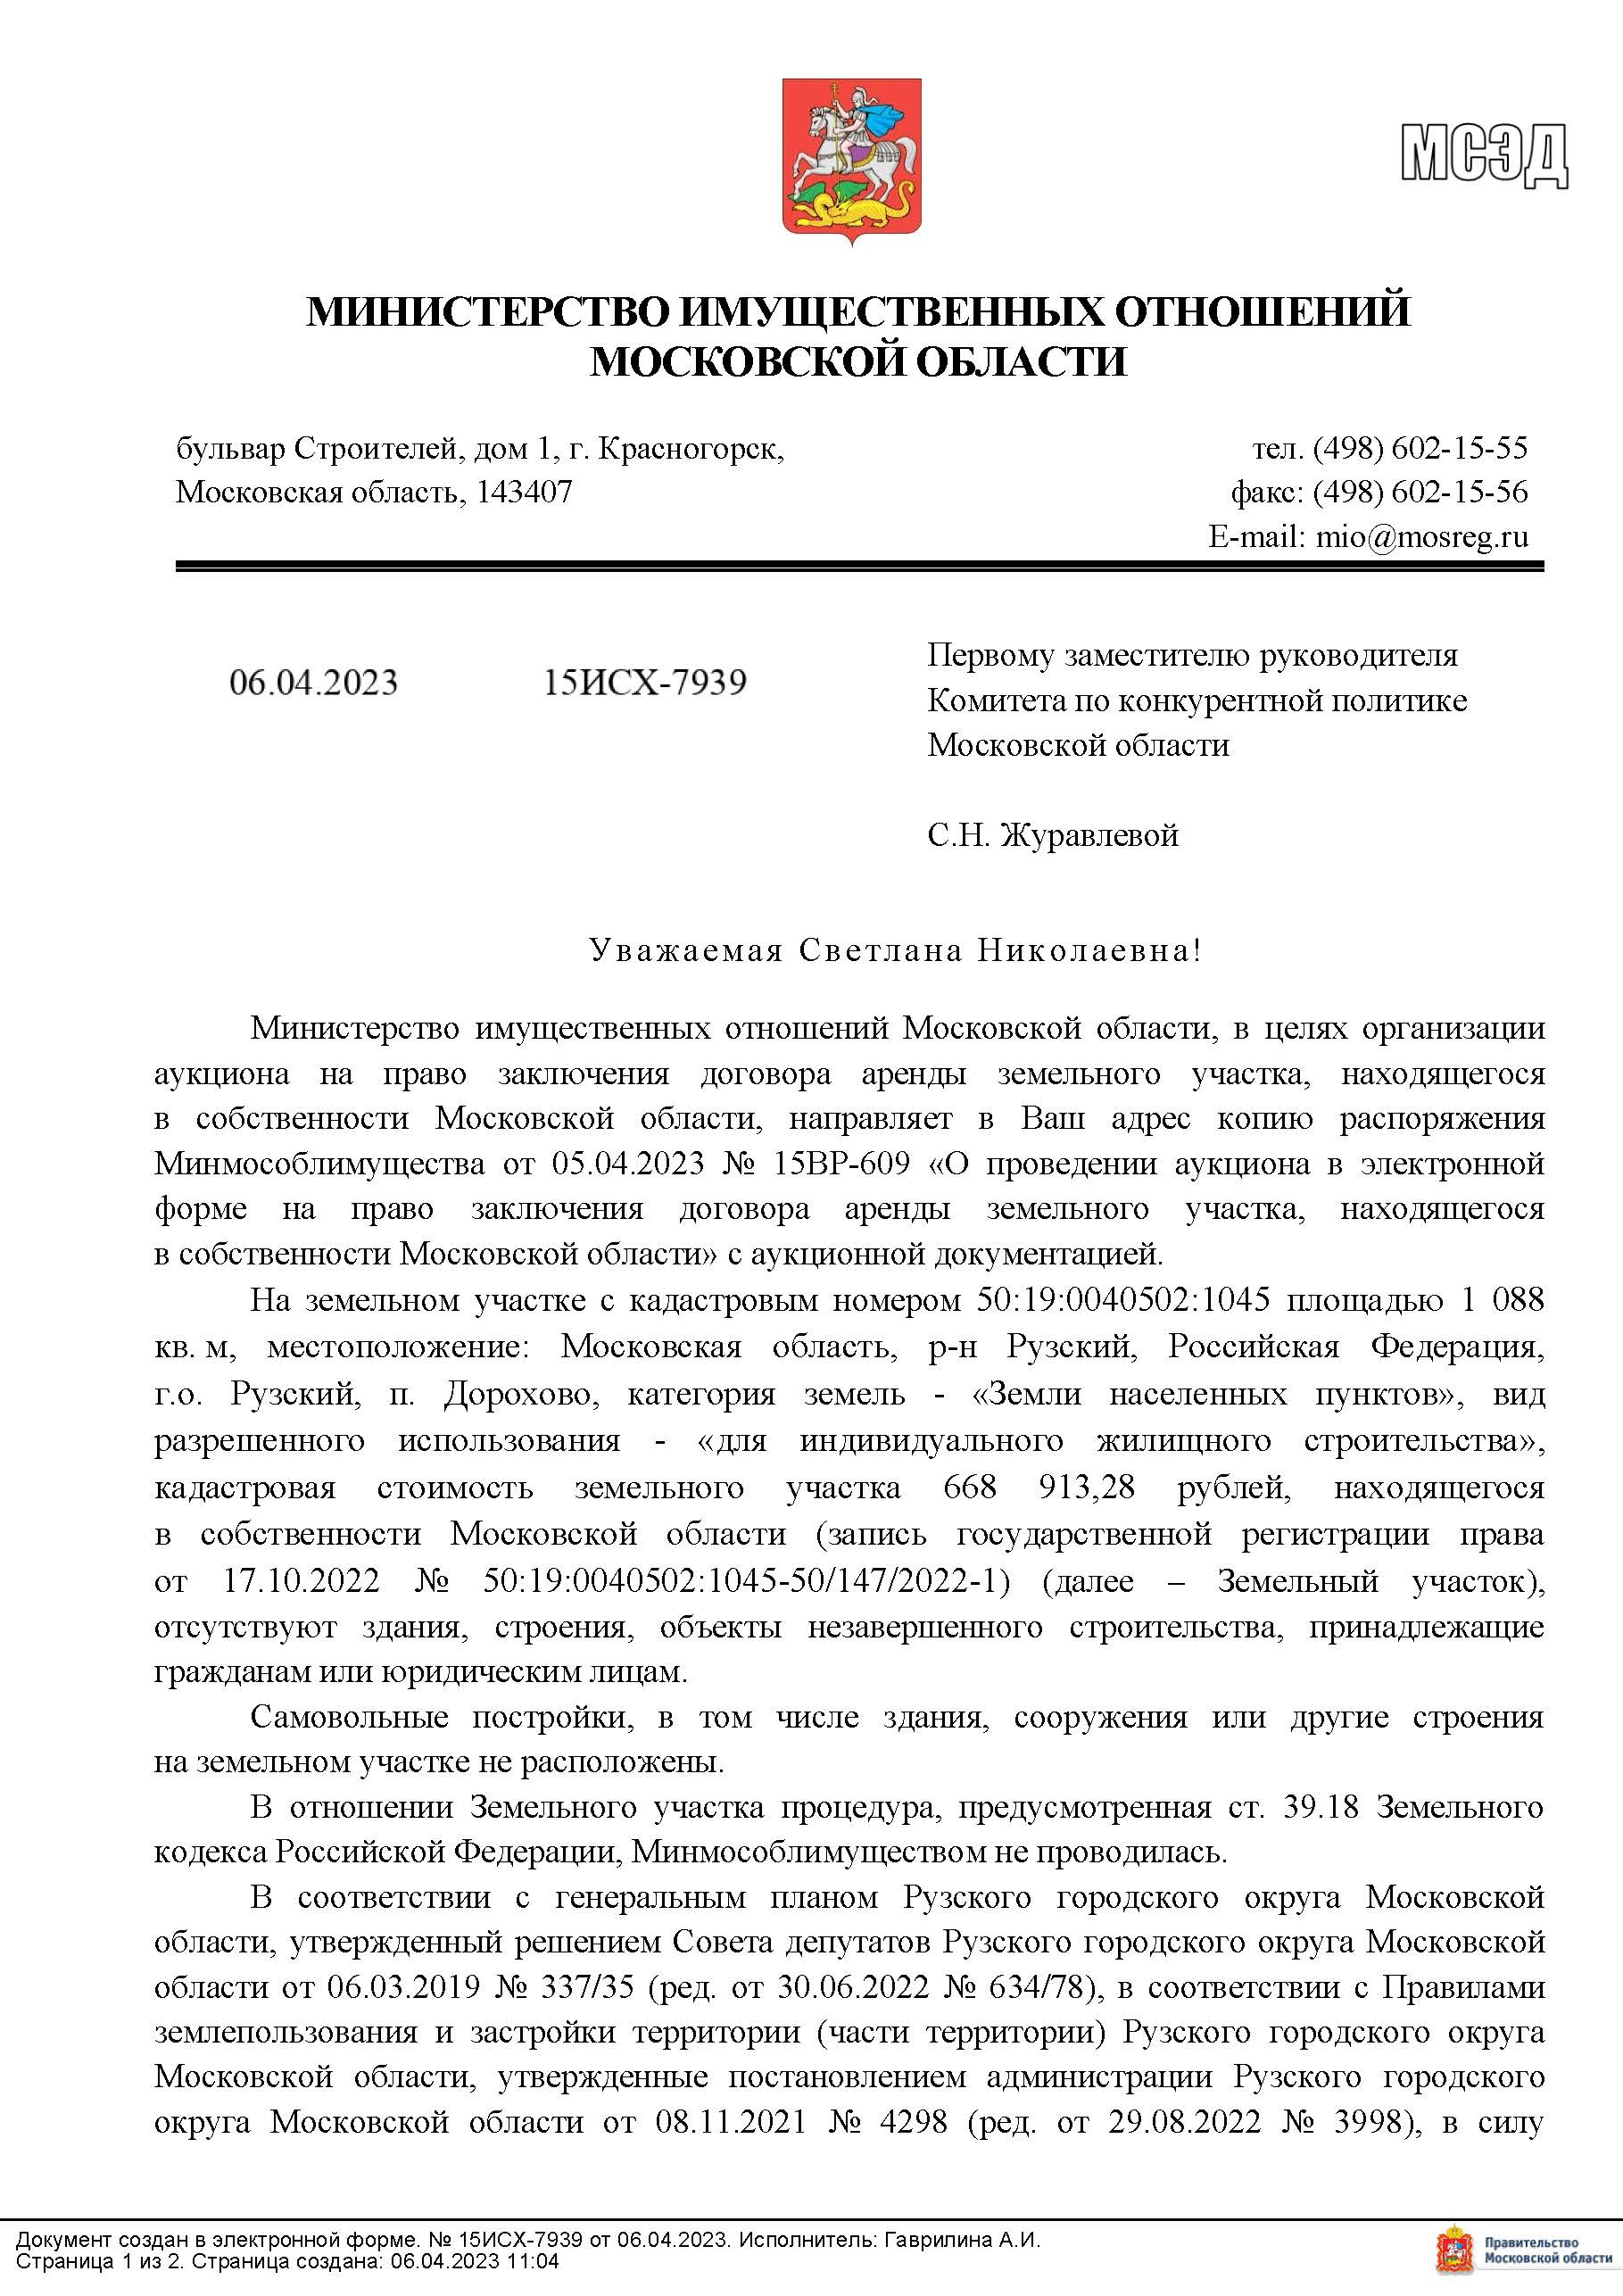 МСЭД
МИНИСТЕРСТВО ИМУЩЕСТВЕННЫХ ОТНОШЕНИЙ
МОСКОВСКОЙ ОБЛАСТИ
бульвар Строителей, дом 1, г. Красногорск,
Московская область, 143407
тел. (498) 602-15-55
факс: (498) 602-15-56
E-mail: mio@mosreg.ru
06.04.2023 15ИСХ-7939
Первому заместителю руководителя
Комитета по конкурентной политике
Московской области
С.Н. Журавлевой
Уважаемая Светлана Николаевна!
Министерство имущественных отношений Московской области, в целях организации
аукциона на право заключения договора аренды земельного участка, находящегося
в собственности Московской области, направляет в Ваш адрес копию распоряжения
Минмособлимущества от 05.04.2023 № 15ВР-609 «О проведении аукциона в электронной
форме на право заключения договора аренды земельного участка, находящегося
в собственности Московской области» с аукционной документацией.
На земельном участке с кадастровым номером 50:19:0040502:1045 площадью 1 088
кв. м, местоположение: Московская область, р-н Рузский, Российская Федерация,
г.о. Рузский, п. Дорохово, категория земель - «Земли населенных пунктов», вид
разрешенного использования - «для индивидуального жилищного строительства»,
кадастровая стоимость земельного участка 668 913,28 рублей, находящегося
в собственности Московской области (запись государственной регистрации права
от 17.10.2022 № 50:19:0040502:1045-50/147/2022-1) (далее – Земельный участок),
отсутствуют здания, строения, объекты незавершенного строительства, принадлежащие
гражданам или юридическим лицам.
Самовольные постройки, в том числе здания, сооружения или другие строения
на земельном участке не расположены.
В отношении Земельного участка процедура, предусмотренная ст. 39.18 Земельного
кодекса Российской Федерации, Минмособлимуществом не проводилась.
В соответствии с генеральным планом Рузского городского округа Московской
области, утвержденный решением Совета депутатов Рузского городского округа Московской
области от 06.03.2019 № 337/35 (ред. от 30.06.2022 № 634/78), в соответствии с Правилами
землепользования и застройки территории (части территории) Рузского городского округа
Московской области, утвержденные постановлением администрации Рузского городского
округа Московской области от 08.11.2021 № 4298 (ред. от 29.08.2022 № 3998), в силу
Документ создан в электронной форме. № 15ИСХ-7939 от 06.04.2023. Исполнитель: Гаврилина А.И.
Страница 1 из 2. Страница создана: 06.04.2023 11:04
Правительство
Московской области